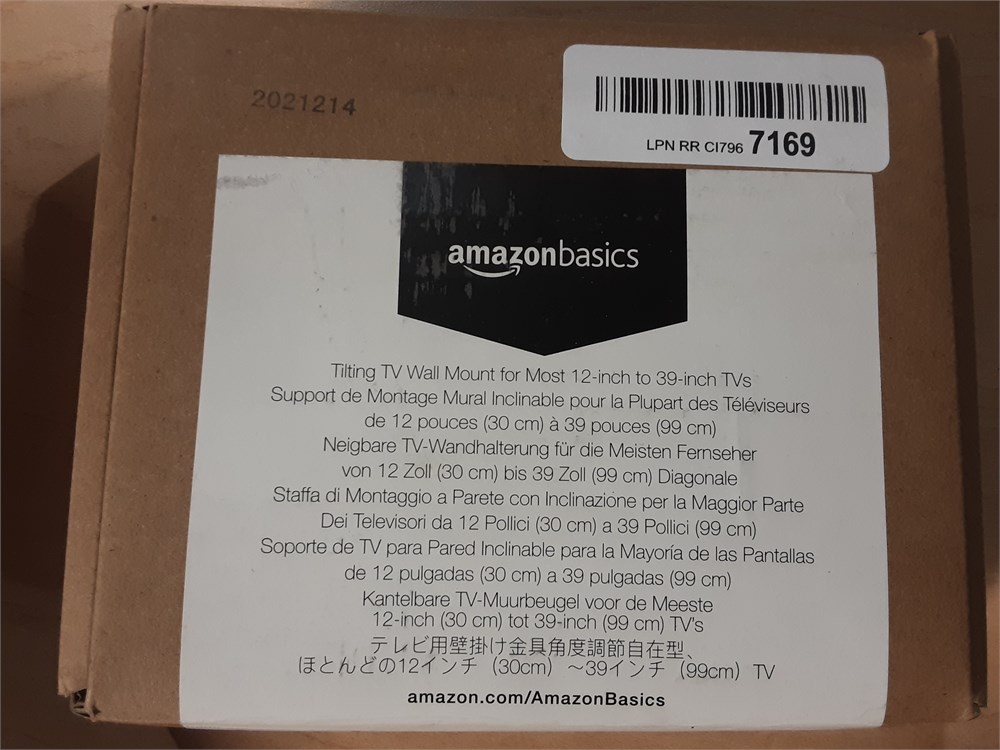 2021214
LPN RR CI796 7169
amazonbasics
Tilting TV Wall Mount for Most 12-inch to 39-inch TVs
Support de Montage Mural Inclinable pour la Plupart des Téléviseurs
de 12 pouces (30 cm) à 39 pouces (99 cm)
Neigbare TV-Wandhalterung für die Meisten Fernseher
von 12 Zoll (30 cm) bis 39 Zoll (99 cm) Diagonale
Staffa di Montaggio a Parete con Inclinazione per la Maggior Parte
Dei Televisori da 12 Pollici (30 cm) a 39 Pollici (99 cm)
Soporte de TV para Pared Inclinable para la Mayoría de las Pantallas
de 12 pulgadas (30 cm) a 39 pulgadas (99 cm)
Kantelbare TV-Muurbeugel voor de Meeste
12-inch (30 cm) tot 39-inch (99 cm) TV's
テレビ用壁掛け金具角度調節自在型、
ほとんどの12インチ（30cm）～39インチ（99cm）TV
amazon.com/AmazonBasics